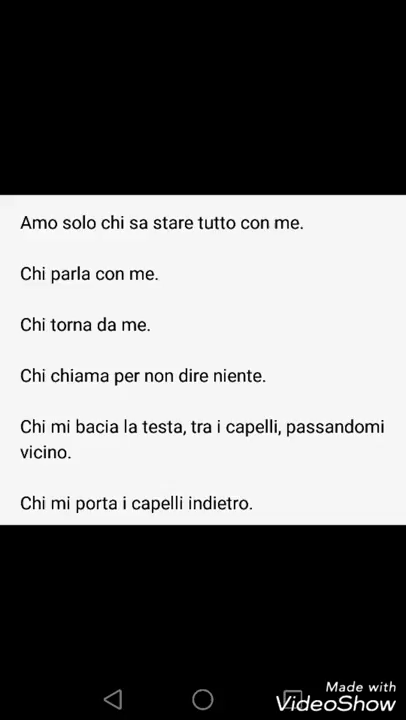 Amo solo chi sa stare tutto con me.
Chi parla con me.
Chi torna da me.
Chi chiama per non dire niente.
Chi mi bacia la testa, tra i capelli, passandomi
vicino.
Chi mi porta i capelli indietro.
Made with
VideoShow